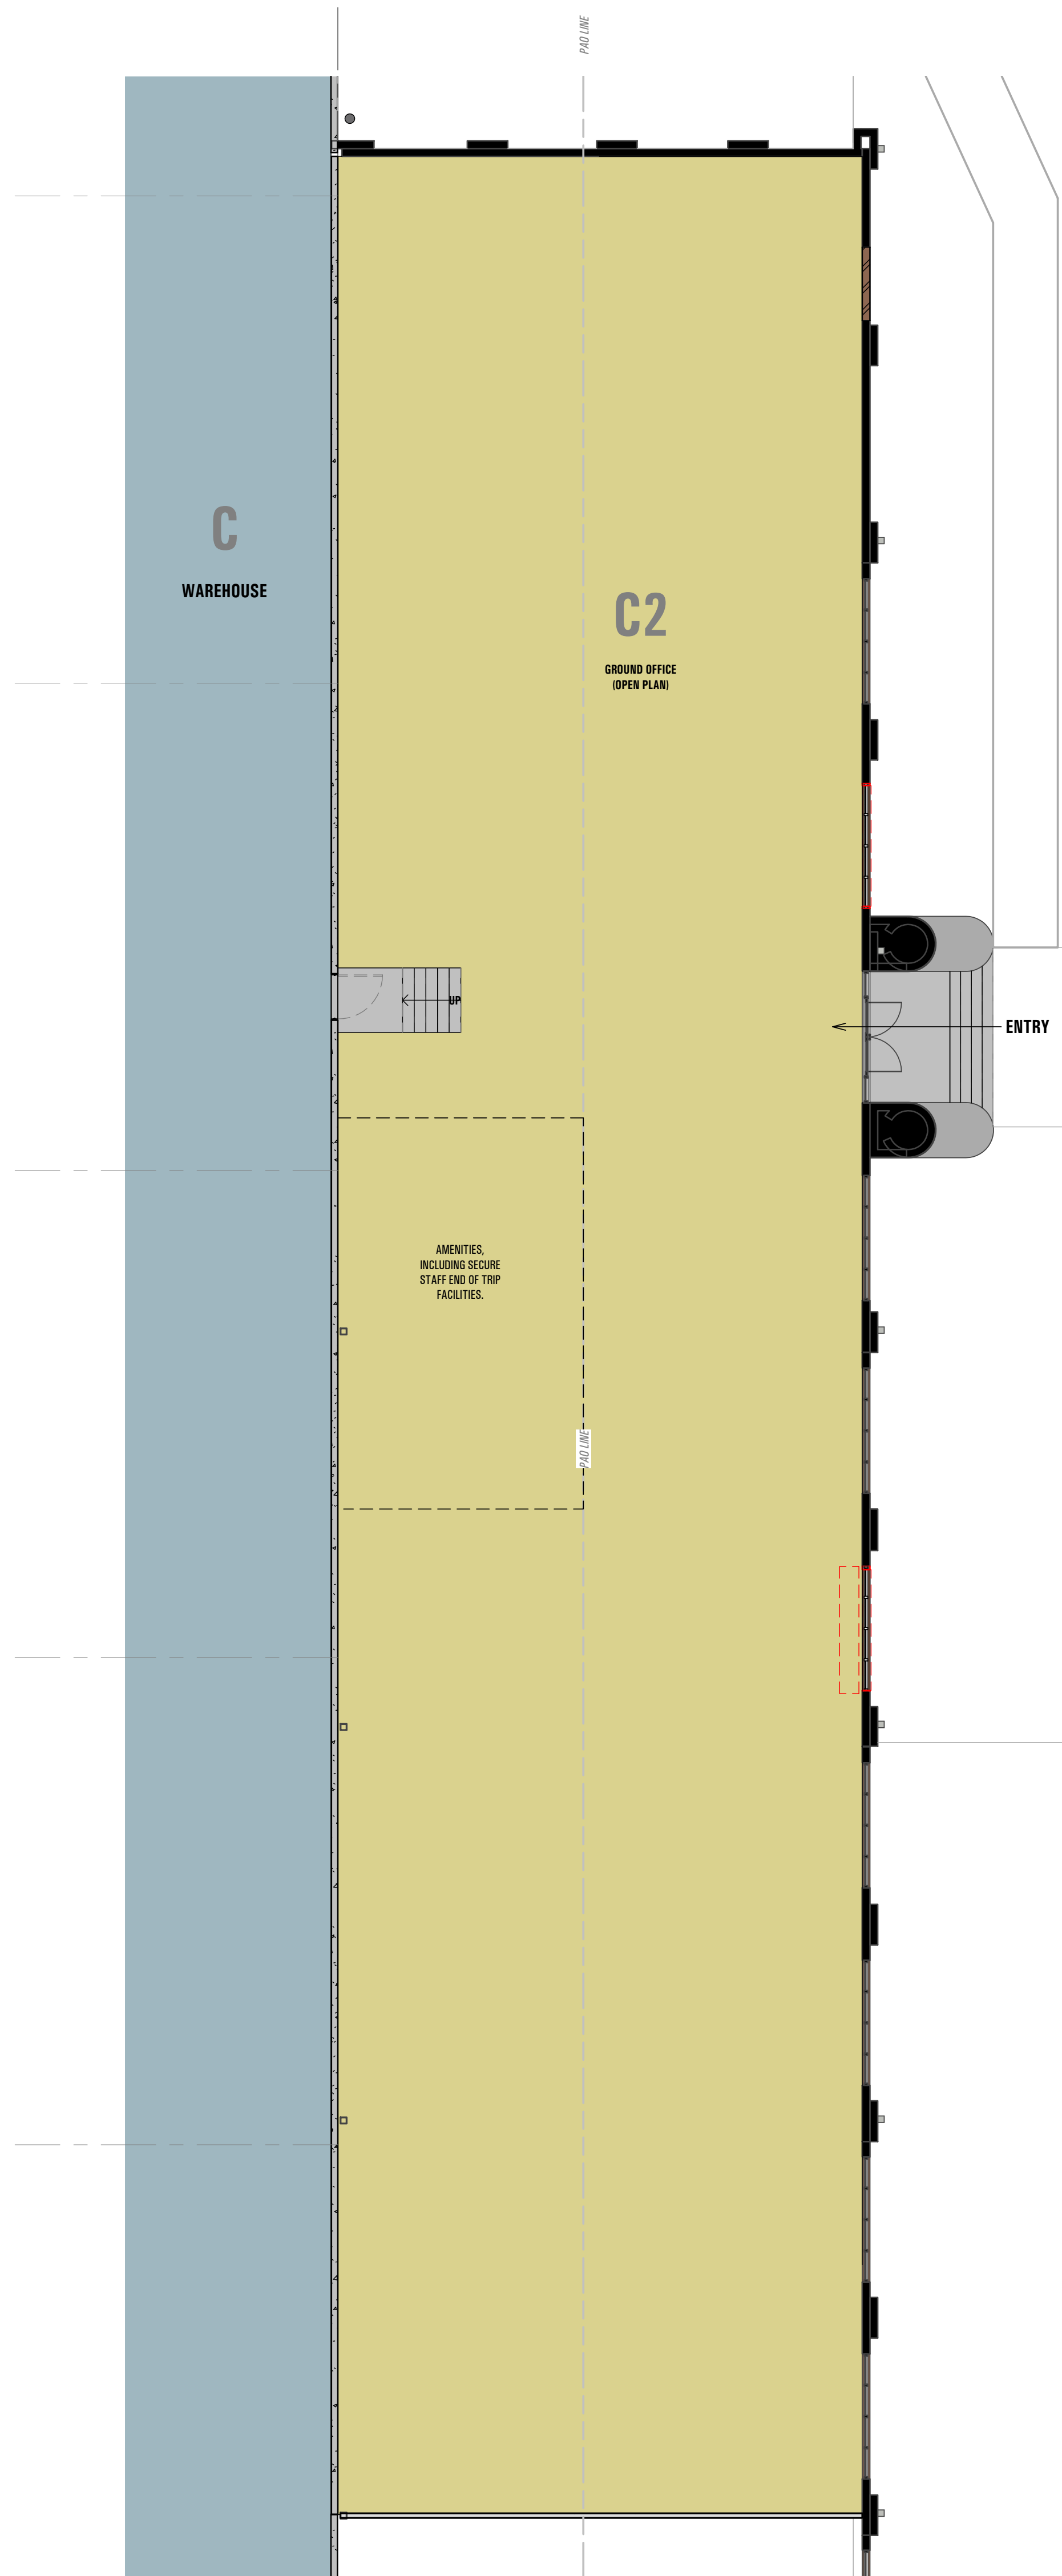 PAO LINE
C
WAREHOUSE
C2
GROUND OFFICE
(OPEN PLAN)
UP
ENTRY
AMENITIES,
INCLUDING SECURE
STAFF END OF TRIP
FACILITIES.
PAO LINE